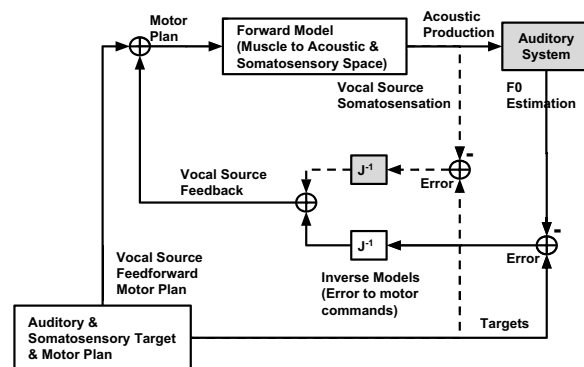 Motor
Plan
Forward Model
(Muscle to Acoustic &
Somatosensory Space)
Acoustic
Production
Auditory
System
Vocal Source
Somatosensation
F0
Estimation
-
J-1
Error
Vocal Source
Feedback
-
J-1
Error
Vocal Source
Feedforward
Motor Plan
Inverse Models
(Error to motor
commands)
Auditory &
Somatosensory Target
& Motor Plan
Targets